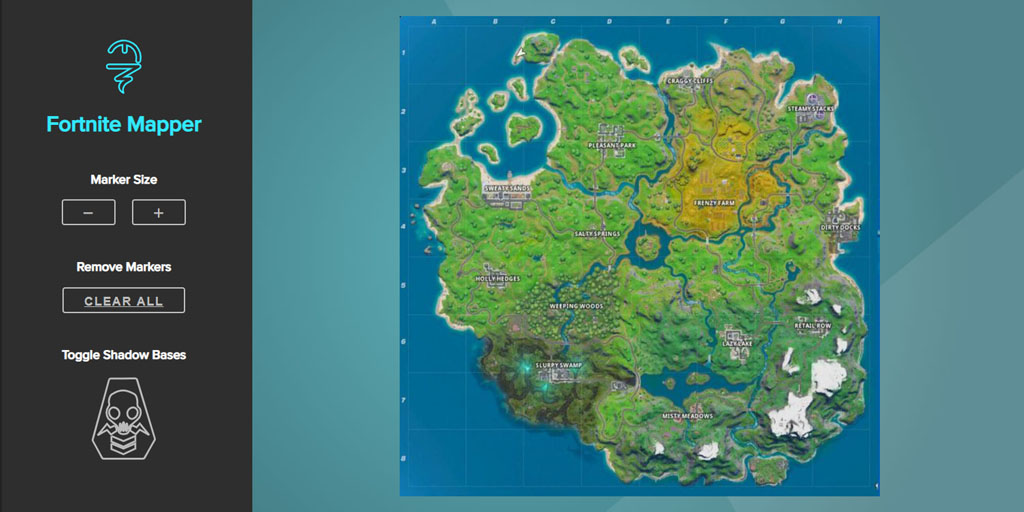 Fortnite Mapper
Marker Size
−
+
Remove Markers
CLEAR ALL
Toggle Shadow Bases
A B C D E F G H
1
CRAGGY CLIFFS
STEAMY STACKS
2
PLEASANT PARK
3
SWEATY SANDS
FRENZY FARM
4
DIRTY DOCKS
SALTY SPRINGS
HOLLY HEDGES
5
WEEPING WOODS
RETAIL ROW
6
LAZY LAKE
SLURPY SWAMP
7
MISTY MEADOWS
8